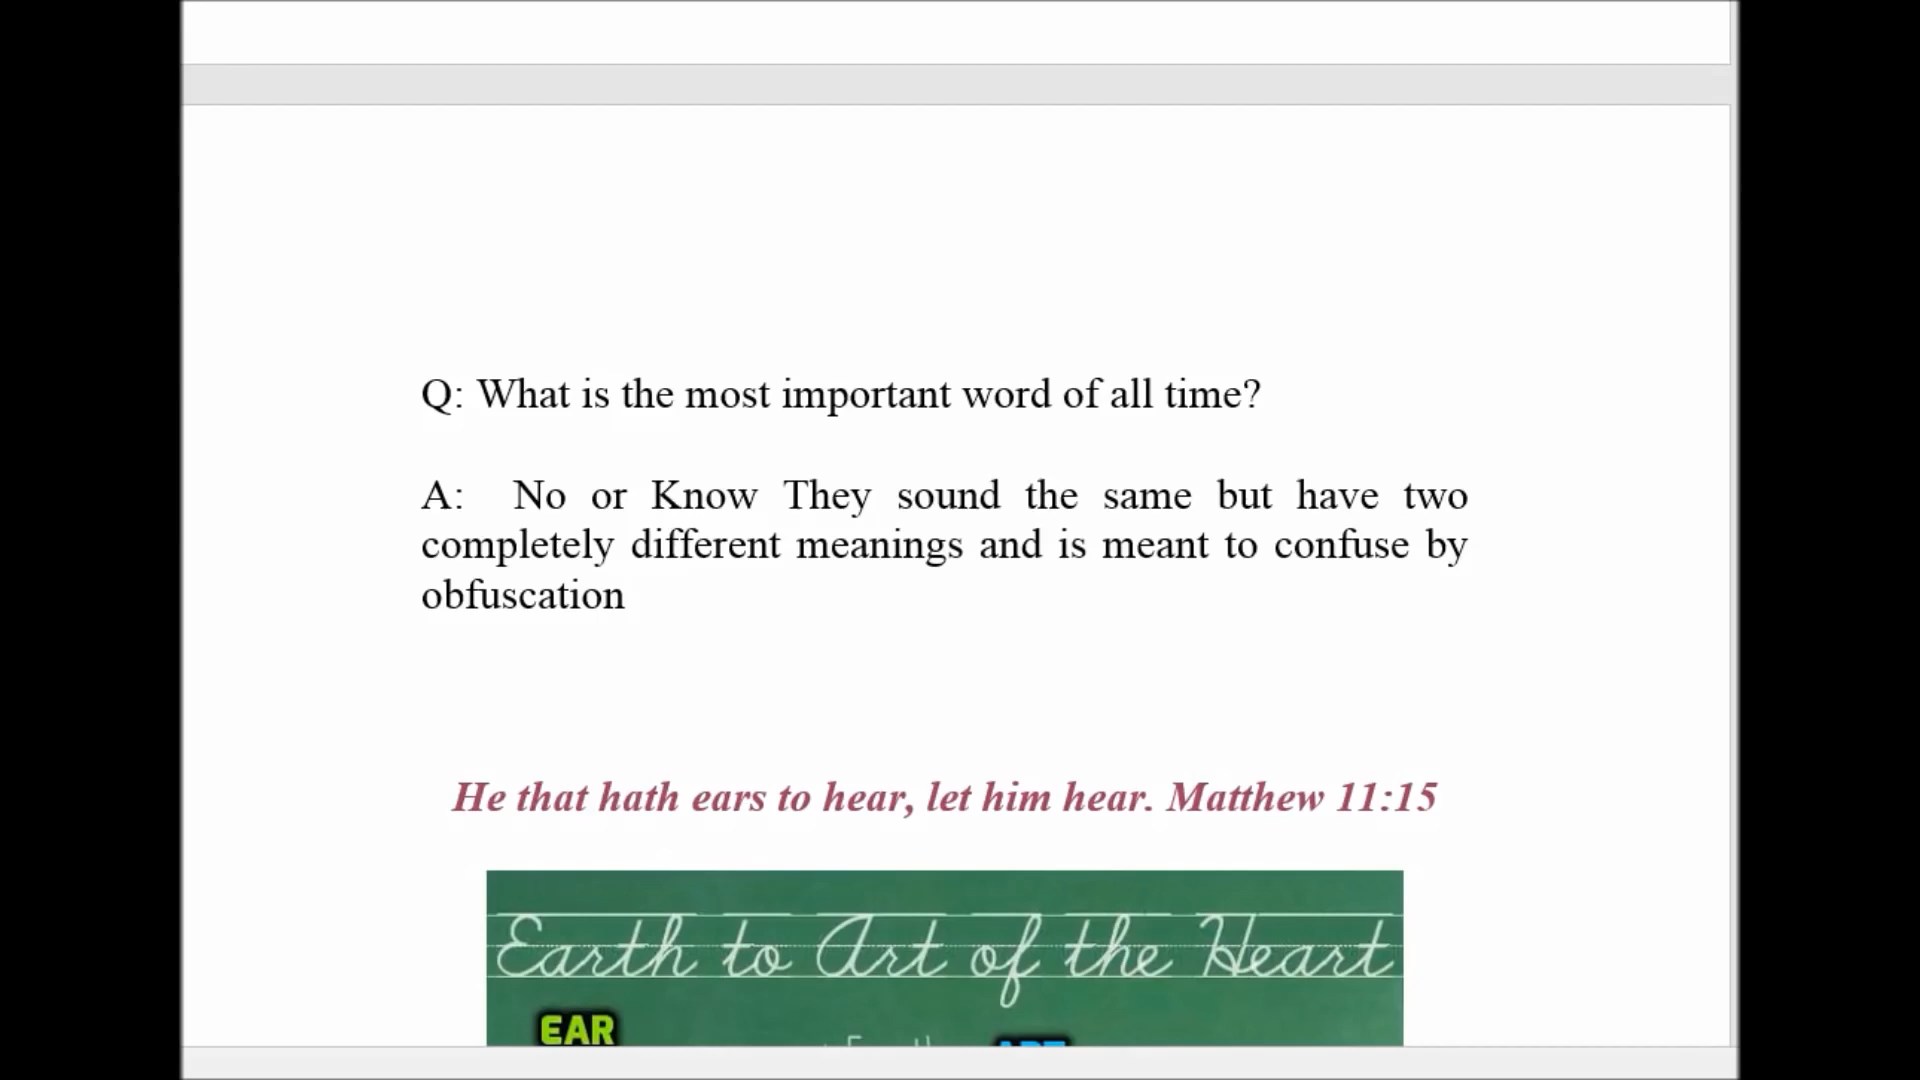 Q: What is the most important word of all time?
A: No or Know They sound the same but have two
completely different meanings and is meant to confuse by
obfuscation
He that hath ears to hear, let him hear. Matthew 11:15
Earth to Art of the Heart
EAR